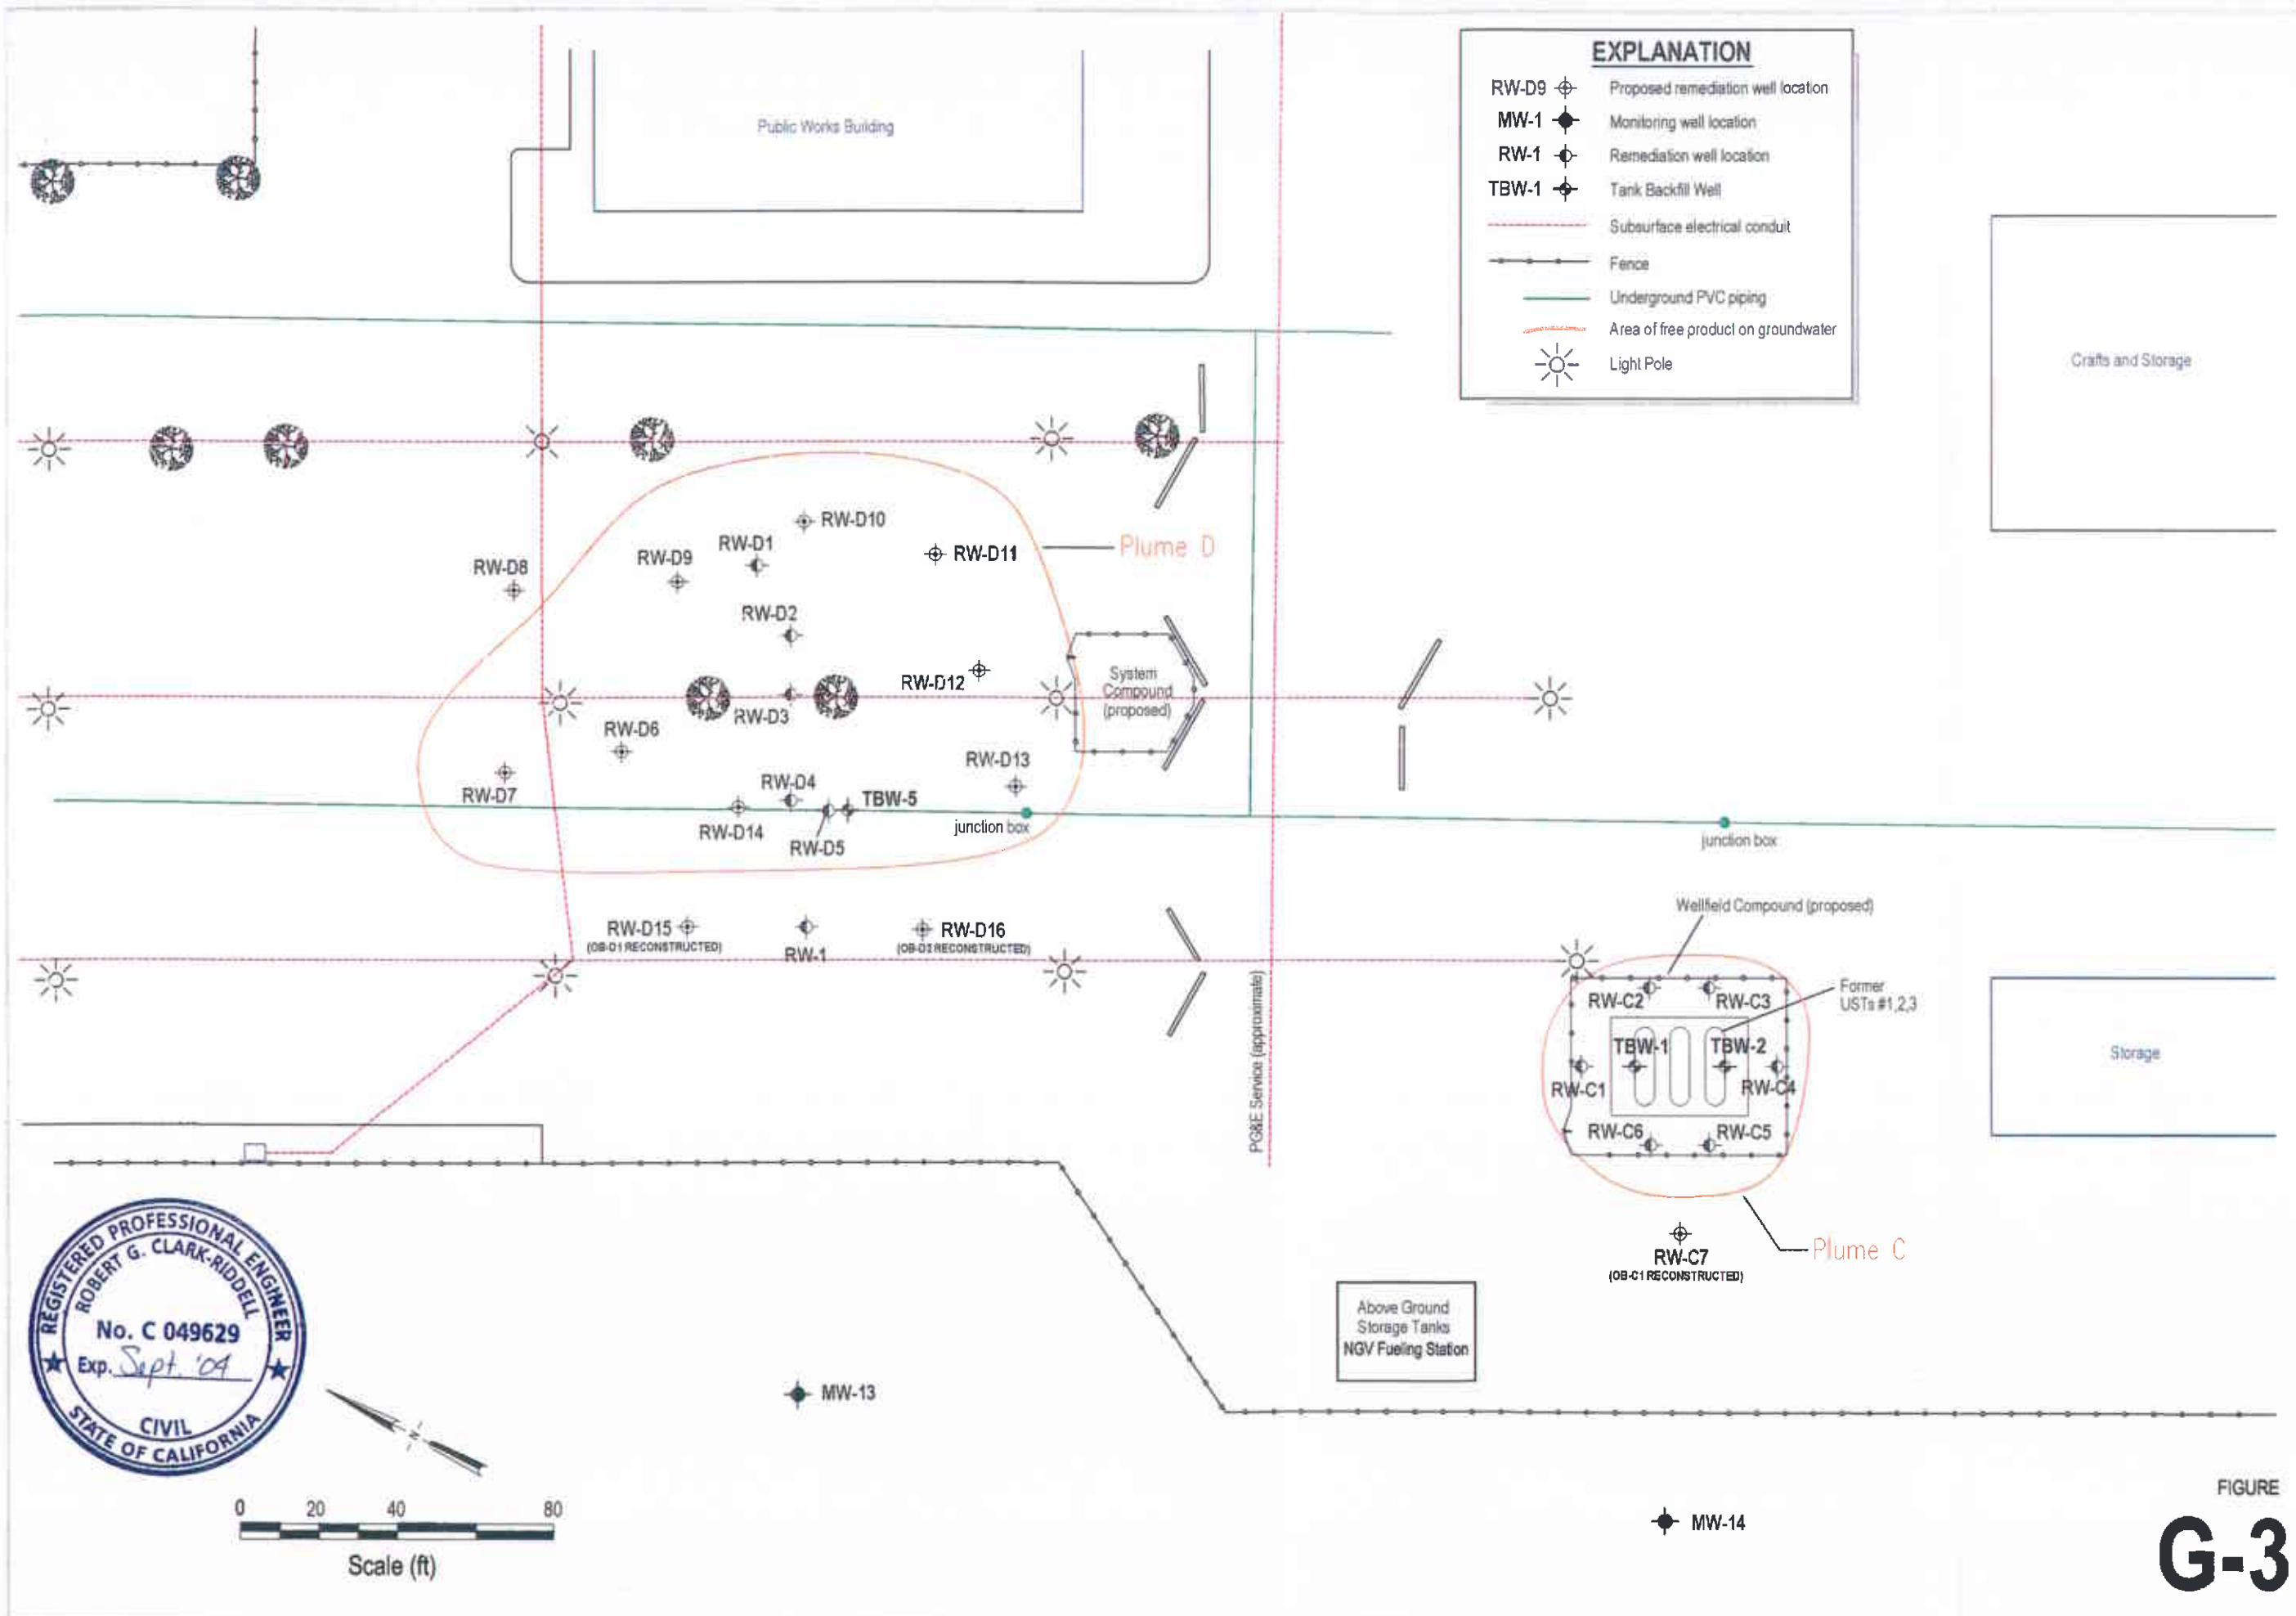 EXPLANATION
RW-D9 Proposed remediation well location
MW-1 Monitoring well location
RW-1 Remediation well location
TBW-1 Tank Backfill Well
Subsurface electrical conduit
Fence
Underground PVC piping
Area of free product on groundwater
Light Pole
Public Works Building
Crafts and Storage
RW-D10
RW-D1
RW-D9
RW-D11
Plume D
RW-D8
RW-D2
RW-D12
System
Compound
(proposed)
RW-D3
RW-D6
RW-D13
RW-D7
RW-D4
TBW-5
RW-D14
junction box
RW-D5
junction box
Wellfield Compound (proposed)
RW-D15
(OB-D1 RECONSTRUCTED)
RW-1
RW-D16
(OB-D2 RECONSTRUCTED)
PG&E Service (approximate)
RW-C2
RW-C3
Former
USTs #1,2,3
TBW-1
TBW-2
RW-C1
RW-C4
RW-C6
RW-C5
Storage
Plume C
RW-C7
(OB-C1 RECONSTRUCTED)
Above Ground
Storage Tanks
NGV Fueling Station
REGISTERED PROFESSIONAL ENGINEER
ROBERT G. CLARK-RIDDELL
No. C 049629
Exp. Sept. '09
CIVIL
STATE OF CALIFORNIA
N
MW-13
MW-14
0 20 40 80
Scale (ft)
FIGURE
G-3